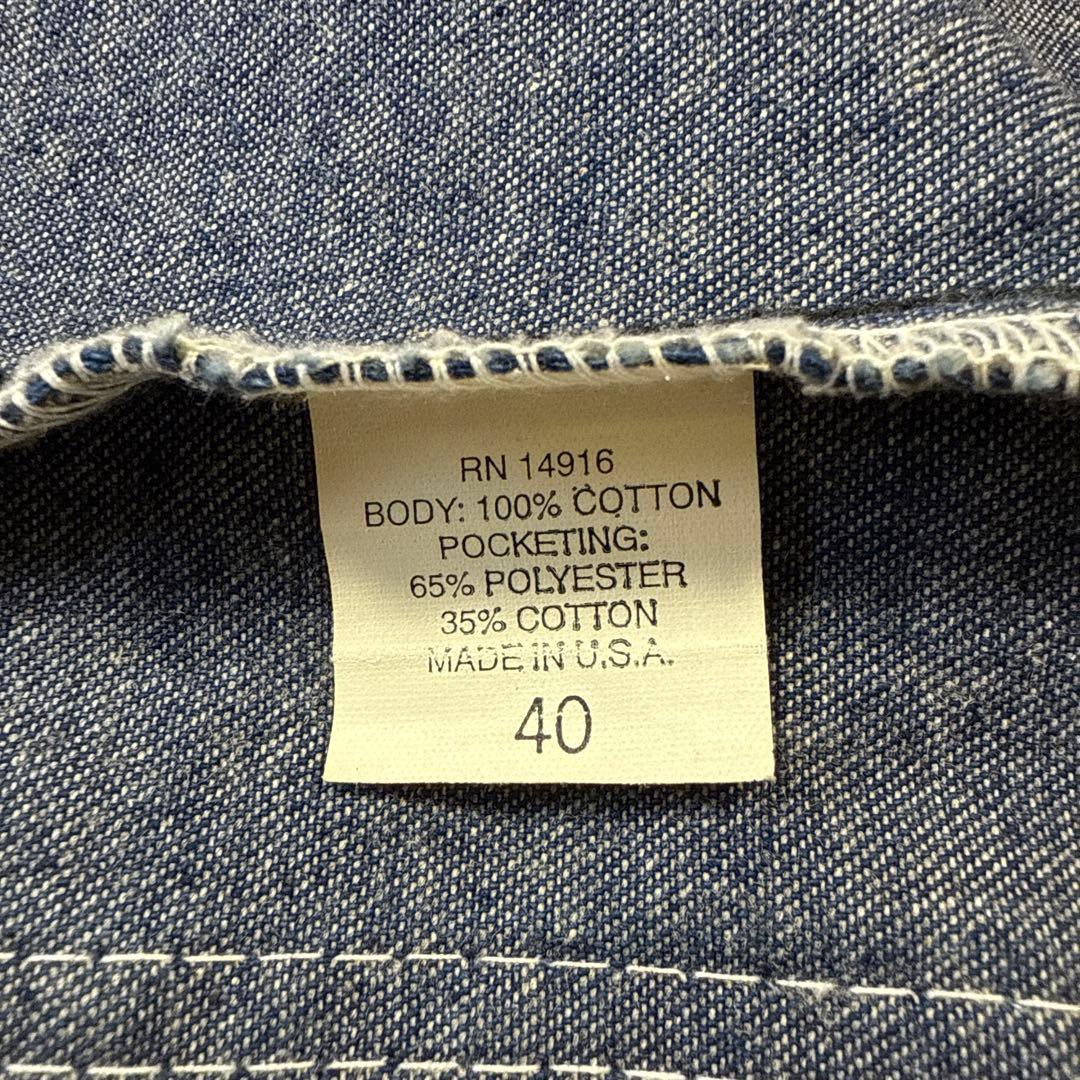 RN 14916
BODY: 100% COTTON
POCKETING:
65% POLYESTER
35% COTTON
MADE IN U.S.A.
40